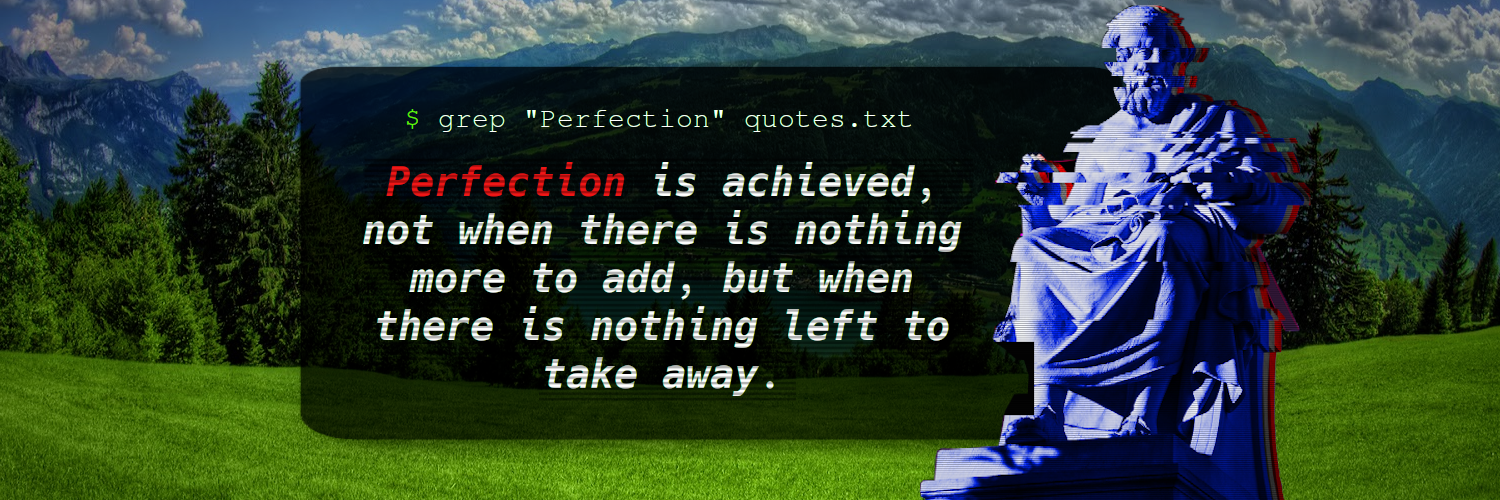 $ grep "Perfection" quotes.txt
Perfection is achieved,
not when there is nothing
more to add, but when
there is nothing left to
take away.